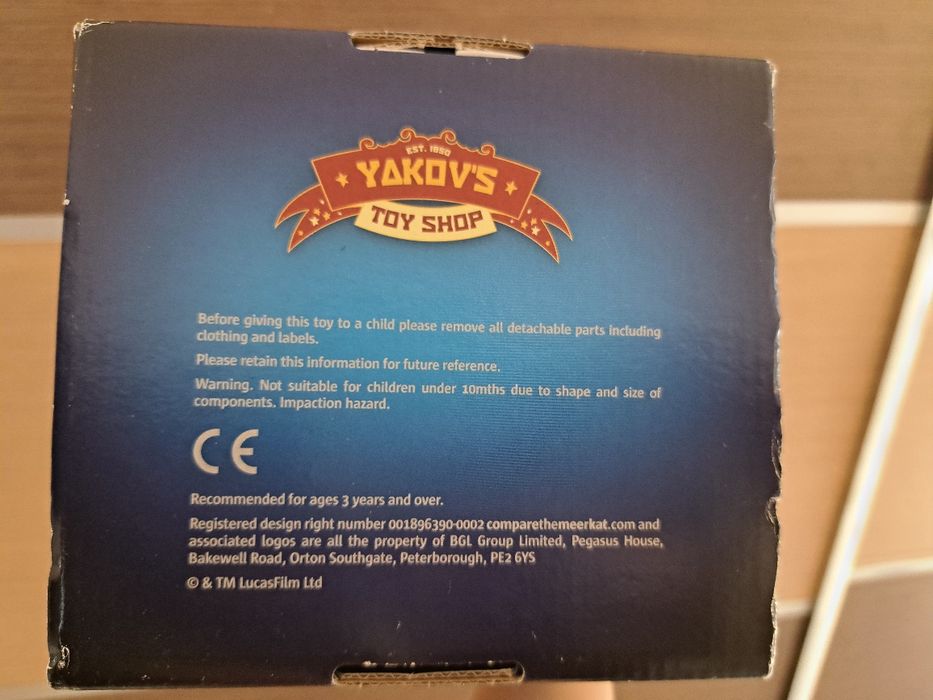 EST. 1850
YAKOV'S
TOY SHOP
Before giving this toy to a child please remove all detachable parts including
clothing and labels.
Please retain this information for future reference.
Warning. Not suitable for children under 10mths due to shape and size of
components. Impaction hazard.
CE
Recommended for ages 3 years and over.
Registered design right number 001896390-0002 comparethemeerkat.com and
associated logos are all the property of BGL Group Limited, Pegasus House,
Bakewell Road, Orton Southgate, Peterborough, PE2 6YS
© & TM LucasFilm Ltd